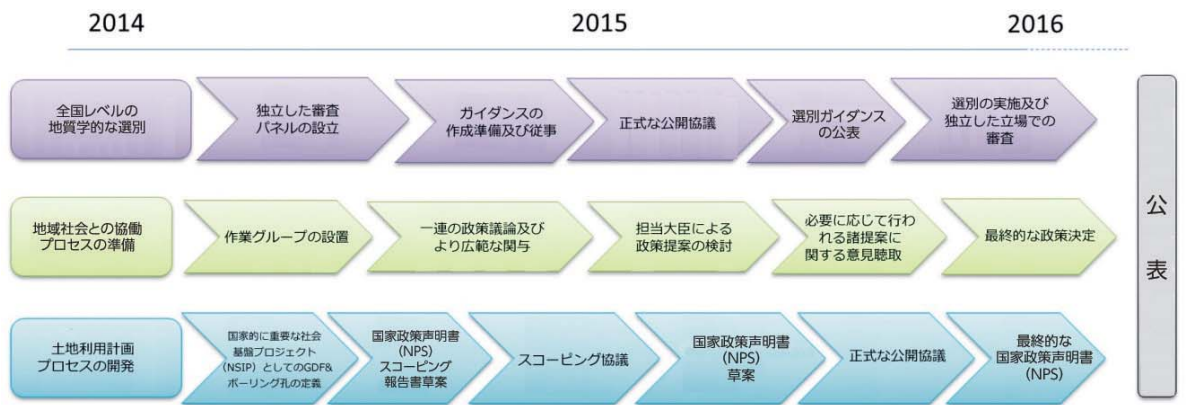 2014
2015
2016
全国レベルの
地質学的な選別
独立した審査
パネルの設立
ガイダンスの
作成準備及び従事
正式な公開協議
選別ガイダンス
の公表
選別の実施及び
独立した立場での
審査
地域社会との協働
プロセスの準備
作業グループの設置
一連の政策議論及び
より広範な関与
担当大臣による
政策提案の検討
必要に応じて行わ
れる諸提案に
関する意見聴取
最終的な政策決定
土地利用計画
プロセスの開発
国家的に重要な社会
基盤プロジェクト
(NSIP)としてのGDF&
ボーリング孔の定義
国家政策声明書
(NPS)
スコーピング
報告書草案
スコーピング協議
国家政策声明書
(NPS)
草案
正式な公開協議
最終的な
国家政策声明書
(NPS)
公
表